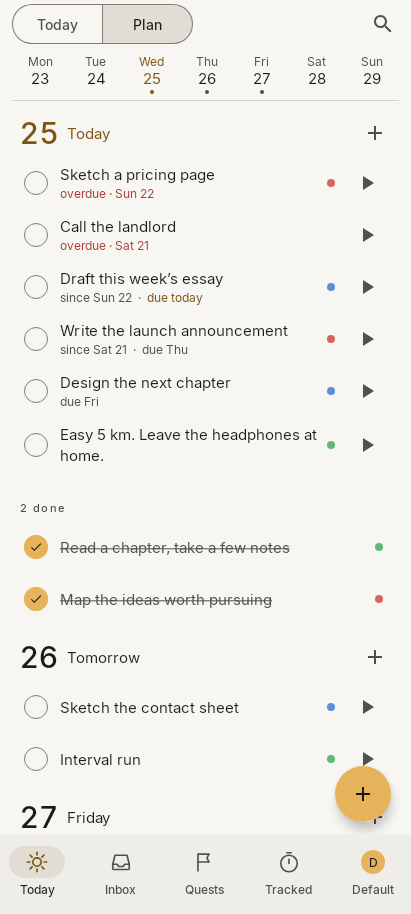 Today
Plan
Mon Tue Wed Thu Fri Sat Sun
23 24 25 26 27 28 29
25 Today
Sketch a pricing page
overdue · Sun 22
Call the landlord
overdue · Sat 21
Draft this week’s essay
since Sun 22 · due today
Write the launch announcement
since Sat 21 · due Thu
Design the next chapter
due Fri
Easy 5 km. Leave the headphones at
home.
2 done
Read a chapter, take a few notes
Map the ideas worth pursuing
26 Tomorrow
Sketch the contact sheet
Interval run
27 Friday
D
Today Inbox Quests Tracked Default